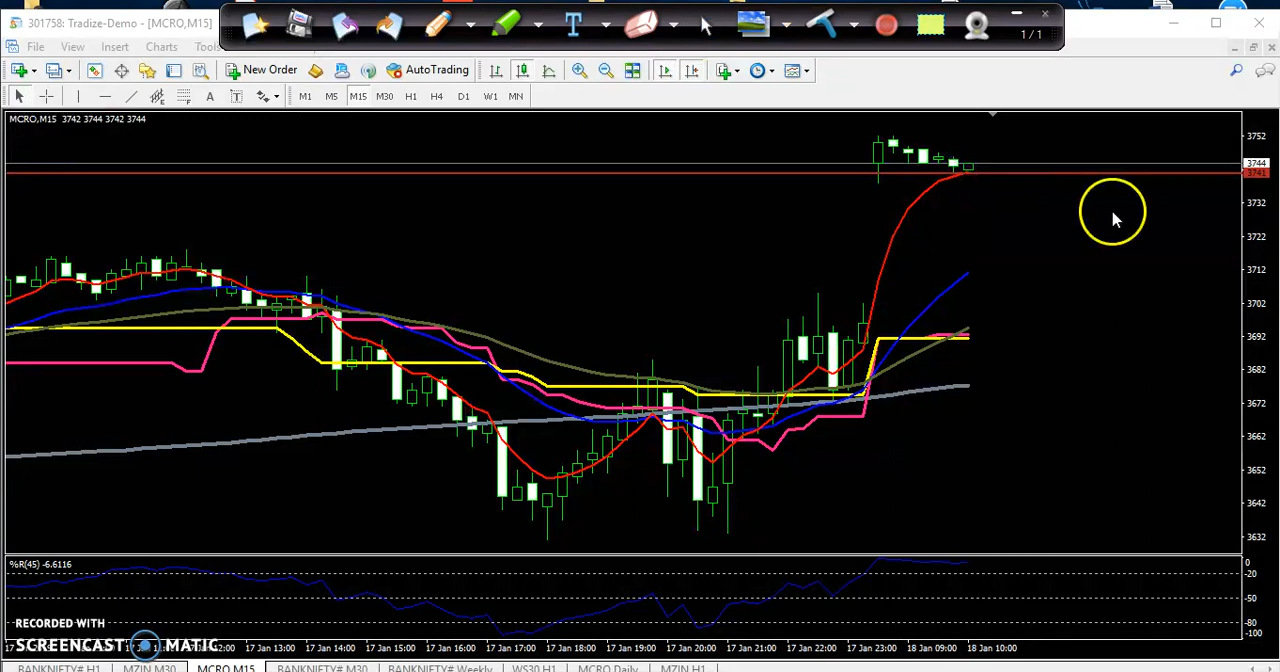 301758: Tradize-Demo - [MCRO,M15]
T
1 / 1
File View Insert Charts Tools
New Order AutoTrading
A T M1 M5 M15 M30 H1 H4 D1 W1 MN
MCRO,M15 3742 3744 3742 3744
3752
3744
3741
3732
3722
3712
3702
3692
3682
3672
3662
3652
3642
3632
%R(45) -6.6116
0
-20
-50
-80
-100
RECORDED WITH
SCREENCAST MATIC
17 Jan 13:00 17 Jan 14:00 17 Jan 15:00 17 Jan 16:00 17 Jan 17:00 17 Jan 18:00 17 Jan 19:00 17 Jan 20:00 17 Jan 21:00 17 Jan 22:00 17 Jan 23:00 18 Jan 09:00 18 Jan 10:00
BANKNIFTY# H1 MZIN M30 MCRO M15 BANKNIFTY# M30 BANKNIFTY# Weekly WS30 H1 MCRO Daily MZIN H1